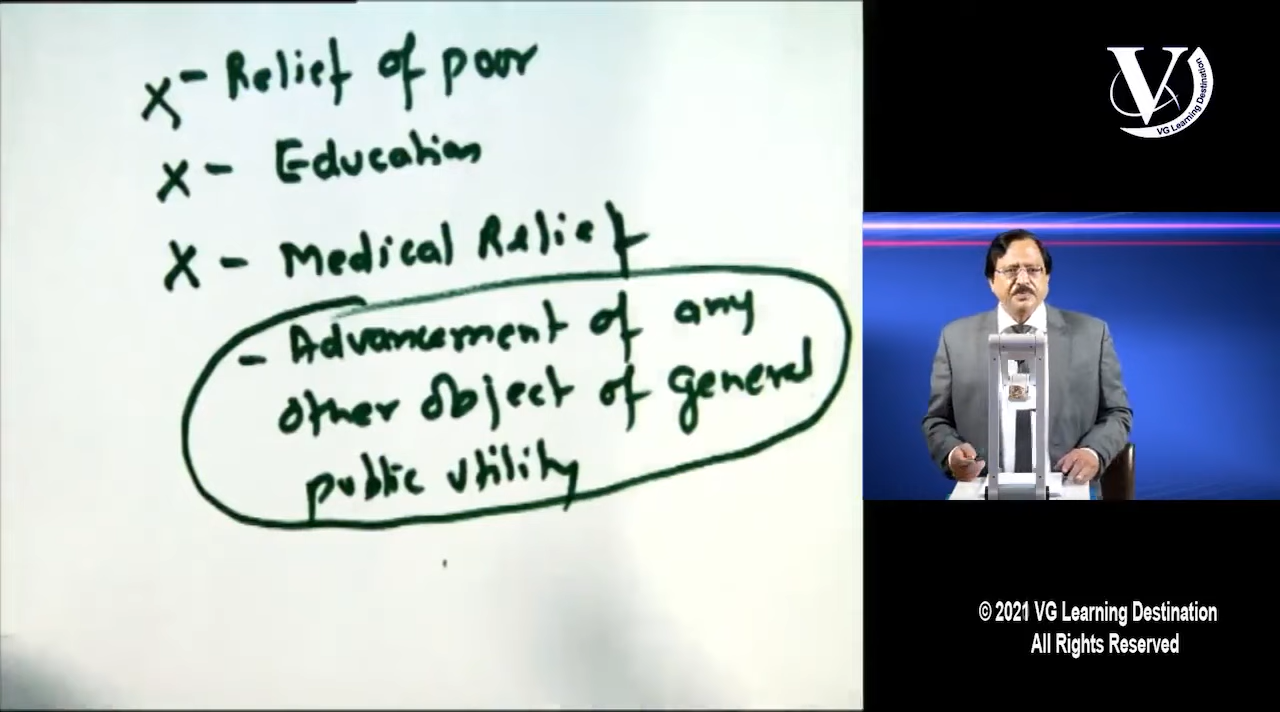 x - Relief of poor
x - Education
x - Medical Relief
- Advancement of any
other object of general
public utility
V
VG Learning Destination
© 2021 VG Learning Destination
All Rights Reserved